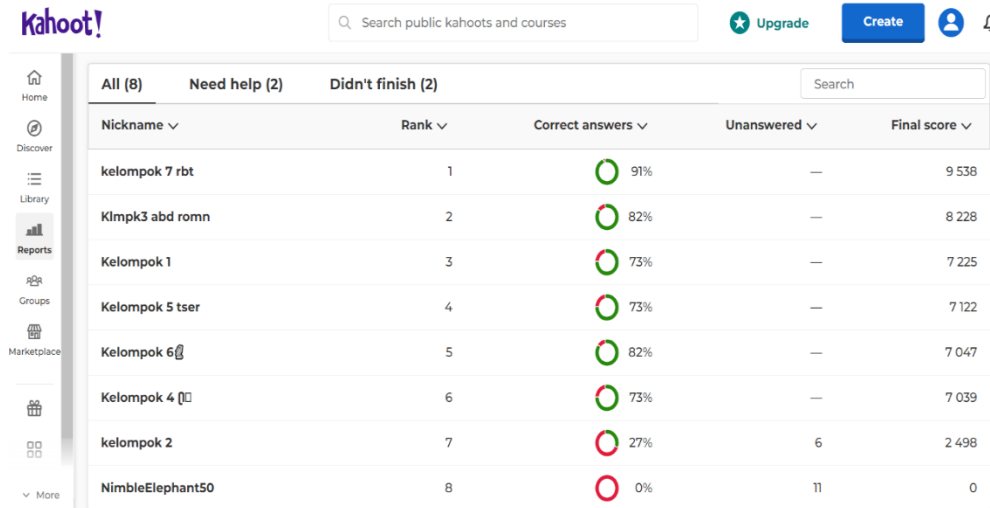 Kahoot!
Search public kahoots and courses
Upgrade
Create
Home
Discover
Library
Reports
Groups
Marketplace
More
All (8) Need help (2) Didn't finish (2) Search
Nickname Rank Correct answers Unanswered Final score
kelompok 7 rbt 1 91% — 9 538
Klmpk3 abd romn 2 82% — 8 228
Kelompok 1 3 73% — 7 225
Kelompok 5 tser 4 73% — 7 122
Kelompok 6 5 82% — 7 047
Kelompok 4 6 73% — 7 039
kelompok 2 7 27% 6 2 498
NimbleElephant50 8 0% 11 0